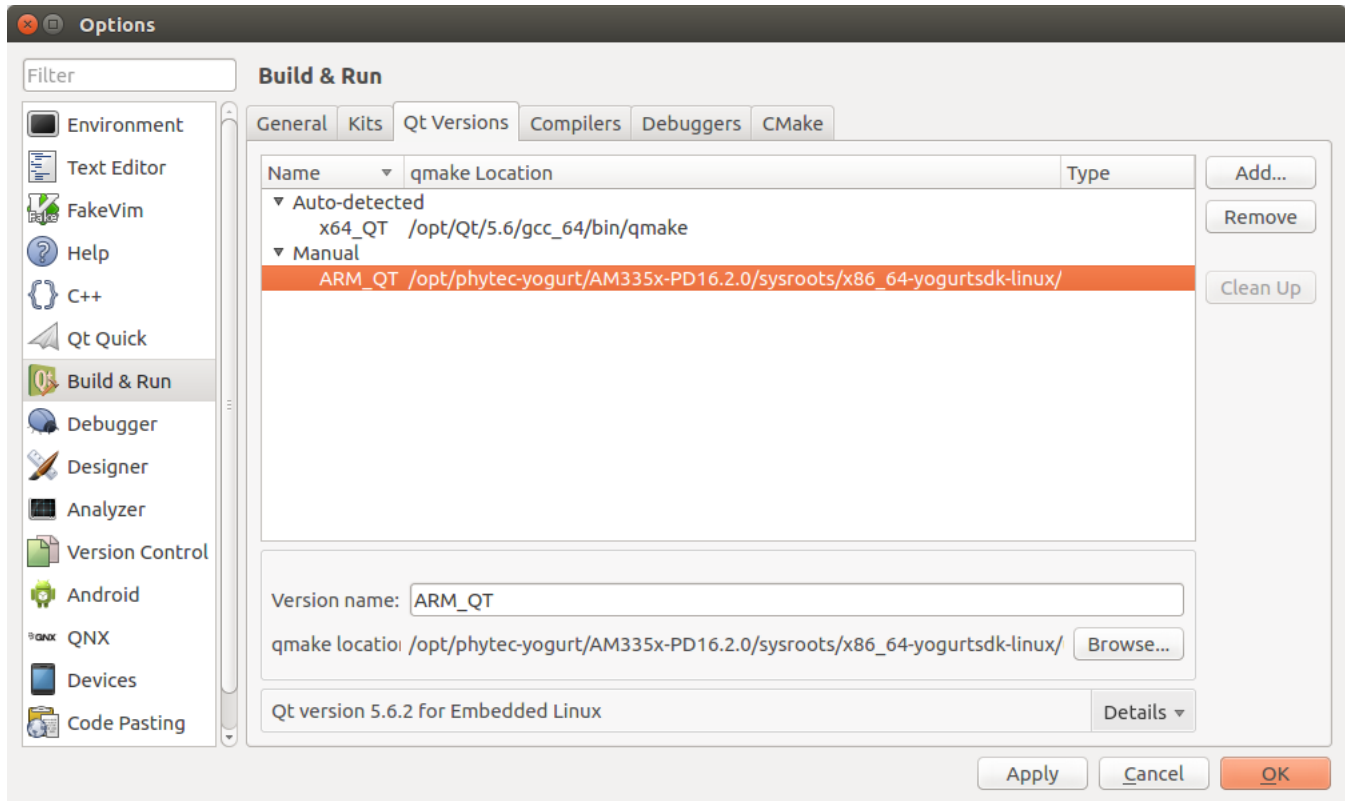 Options
Filter
Build & Run
Environment
Text Editor
FakeVim
Help
C++
Qt Quick
Build & Run
Debugger
Designer
Analyzer
Version Control
Android
QNX
Devices
Code Pasting
General Kits Qt Versions Compilers Debuggers CMake
Name qmake Location Type
Auto-detected
x64_QT /opt/Qt/5.6/gcc_64/bin/qmake
Manual
ARM_QT /opt/phytec-yogurt/AM335x-PD16.2.0/sysroots/x86_64-yogurtsdk-linux/
Add...
Remove
Clean Up
Version name: ARM_QT
qmake location /opt/phytec-yogurt/AM335x-PD16.2.0/sysroots/x86_64-yogurtsdk-linux/ Browse...
Qt version 5.6.2 for Embedded Linux Details
Apply Cancel OK